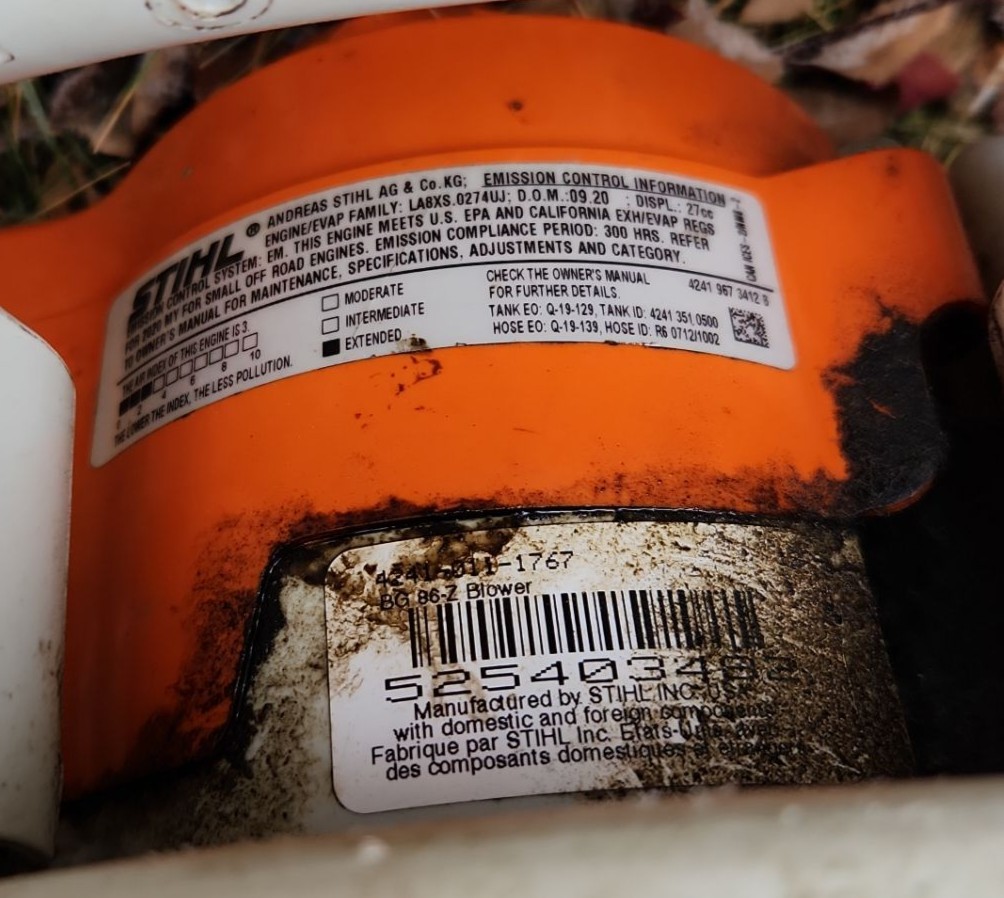 STIHL ® ANDREAS STIHL AG & Co.KG; EMISSION CONTROL INFORMATION
ENGINE/EVAP FAMILY: LA8XS.0274UJ; D.O.M.:09.20 ; DISPL.: 27cc
EMISSION CONTROL SYSTEM: EM. THIS ENGINE MEETS U.S. EPA AND CALIFORNIA EXH/EVAP REGS
FOR 2020 MY FOR SMALL OFF ROAD ENGINES. EMISSION COMPLIANCE PERIOD: 300 HRS. REFER
TO OWNER'S MANUAL FOR MAINTENANCE, SPECIFICATIONS, ADJUSTMENTS AND CATEGORY.
THE AIR INDEX OF THIS ENGINE IS 3.
0 2 4 6 8 10
THE LOWER THE INDEX, THE LESS POLLUTION.
MODERATE
INTERMEDIATE
EXTENDED
CHECK THE OWNER'S MANUAL
FOR FURTHER DETAILS.
4241 967 3412 B
TANK EO: Q-19-129, TANK ID: 4241 351 0500
HOSE EO: Q-19-139, HOSE ID: R6 0712/1002
4241-011-1767
BG 86-Z Blower
525403482
Manufactured by STIHL INC. USA
with domestic and foreign components
Fabrique par STIHL Inc. Etats-Unis, avec
des composants domestiques et etrangers